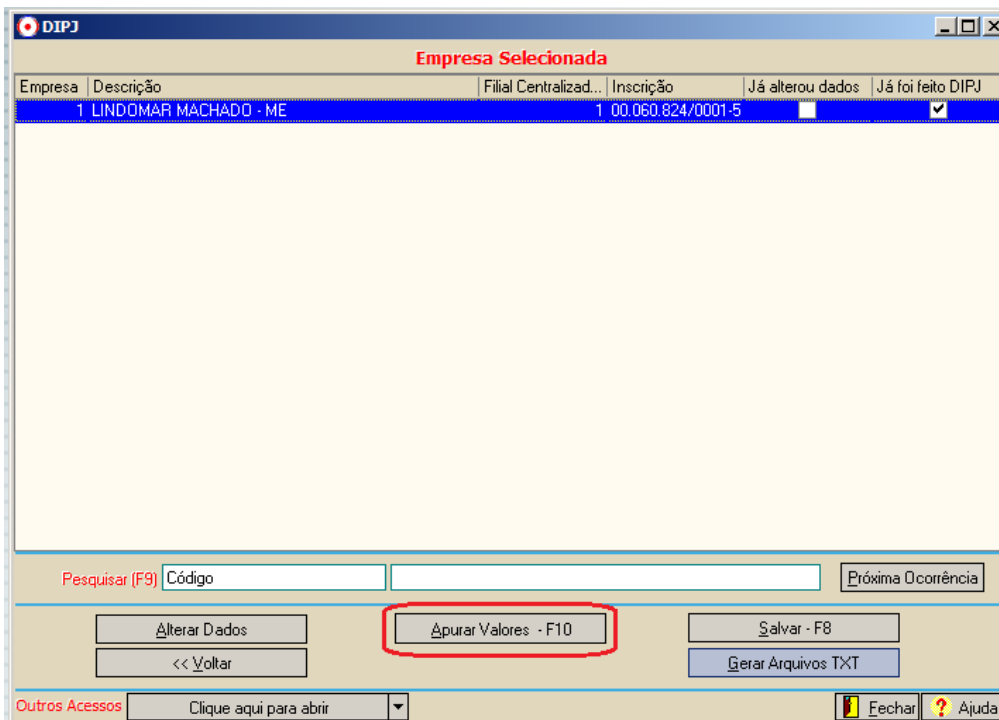 DIPJ
Empresa Selecionada
Empresa Descrição Filial Centralizad... Inscrição Já alterou dados Já foi feito DIPJ
1 LINDOMAR MACHADO - ME 1 00.060.824/0001-5
Pesquisar (F9) Código Próxima Ocorrência
Alterar Dados Apurar Valores - F10 Salvar - F8
<< Voltar Gerar Arquivos TXT
Outros Acessos Clique aqui para abrir Fechar ? Ajuda